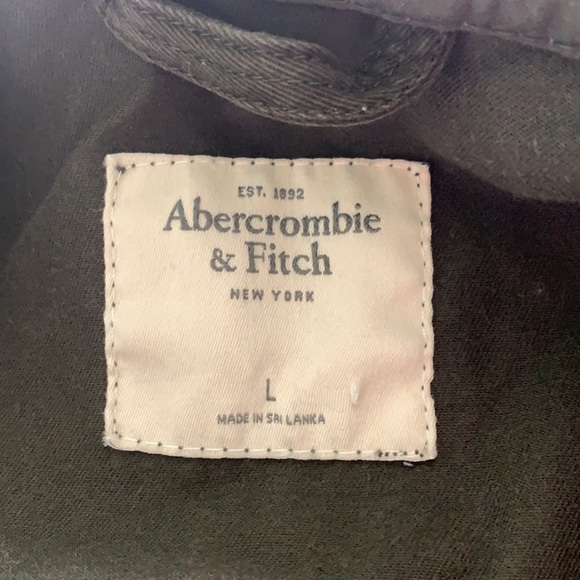 EST. 1892
Abercrombie
& Fitch
NEW YORK
L
MADE IN SRI LANKA